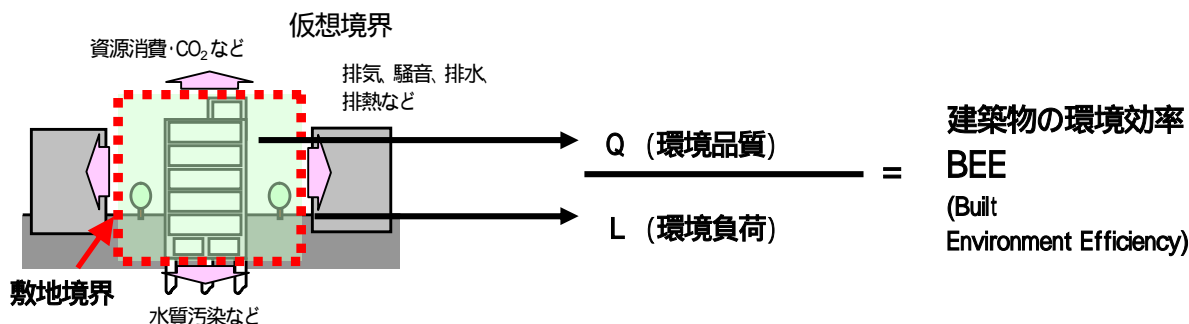 仮想境界
資源消費・CO₂など
排気、騒音、排水、
排熱など
敷地境界
水質汚染など
Q (環境品質)
L (環境負荷)
=
建築物の環境効率
BEE
(Built
Environment Efficiency)